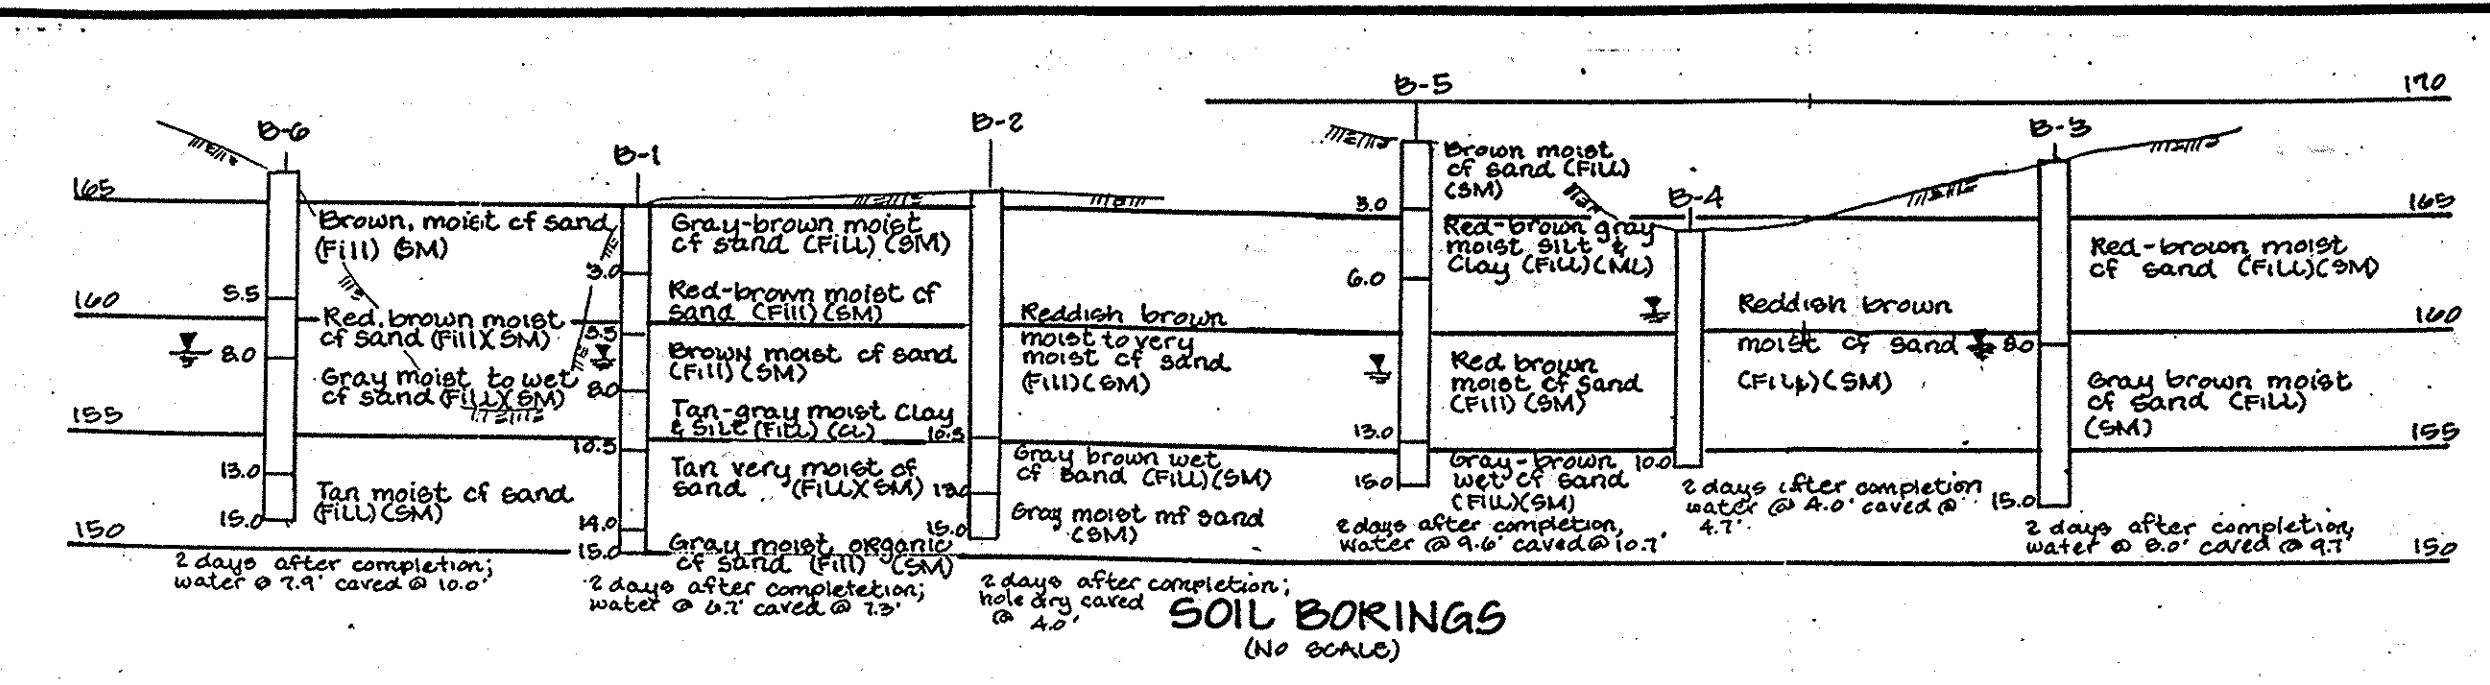 B-6
165
Brown, moist cf sand
(Fill) (SM)
5.5
160
Red. brown moist
cf sand (Fill)(SM)
8.0
Gray moist to wet
cf sand (Fill)(SM)
155
13.0
Tan moist cf sand
(Fill)(SM)
15.0
150
2 days after completion;
water @ 7.9' caved @ 10.0'
B-1
Gray-brown moist
cf sand (Fill) (SM)
3.0
Red-brown moist cf
sand (Fill)(SM)
5.5
Brown moist cf sand
(Fill)(SM)
8.0
Tan-gray moist Clay
& Silt (Fill) (CL)
10.5
Tan very moist cf
sand (Fill)(SM)
14.0
15.0
Gray moist, organic
cf sand (Fill) (SM)
2 days after completetion;
water @ 6.7' caved @ 7.3'
B-2
Reddish brown
moist to very
moist cf sand
(Fill)(SM)
10.5
Gray brown wet
cf sand (Fill)(SM)
13.0
Gray moist mf sand
(SM)
15.0
2 days after completion;
hole dry caved
@ 4.0'
B-5
170
Brown moist
cf sand (Fill)
(SM)
3.0
Red-brown gray
moist silt &
Clay (Fill)(ML)
6.0
Red brown
moist cf sand
(Fill)(SM)
13.0
Gray-brown
wet cf sand
(Fill)(SM)
15.0
2 days after completion,
water @ 9.6' caved @ 10.7'
B-4
Reddish brown
moist cf sand
(Fill)(SM)
10.0
2 days after completion
water @ 4.0' caved @
4.7'
B-3
165
Red-brown moist
cf sand (Fill)(SM)
160
8.0
Gray brown moist
cf sand (Fill)
(SM)
155
15.0
2 days after completion,
water @ 8.0' caved @ 9.7'
150
SOIL BORINGS
(NO SCALE)